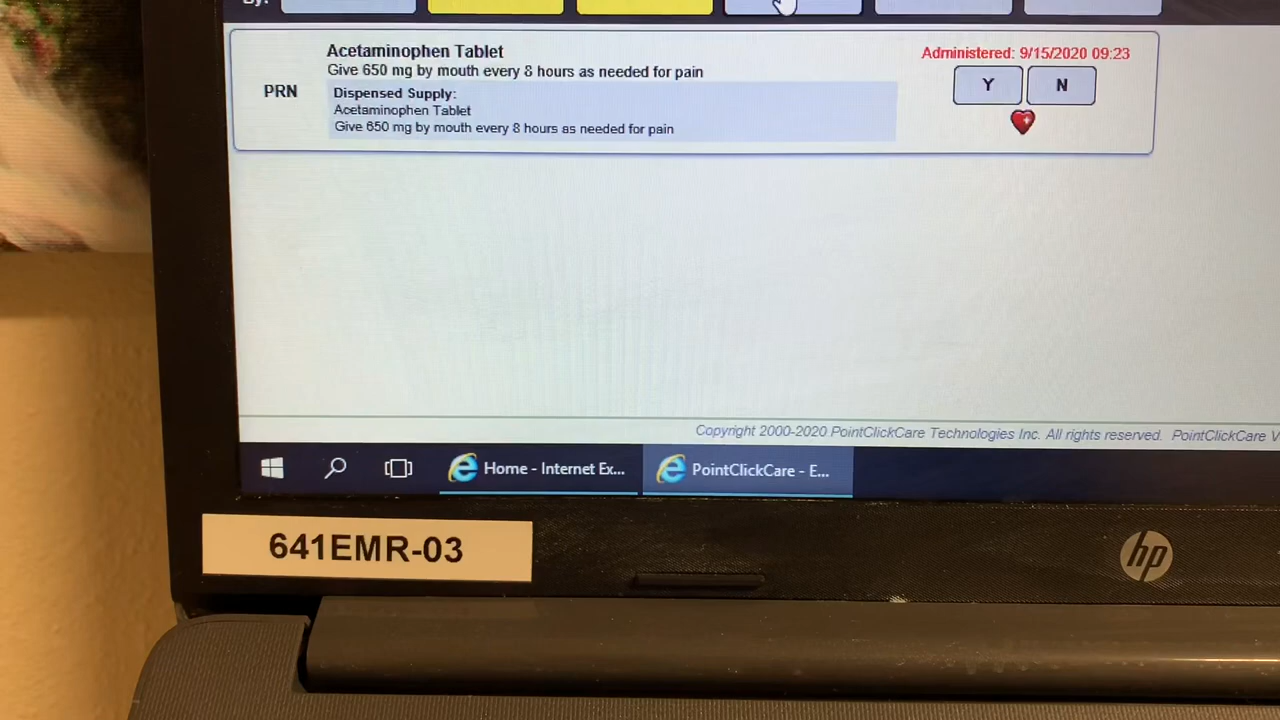 By:
Acetaminophen Tablet
Administered: 9/15/2020 09:23
Give 650 mg by mouth every 8 hours as needed for pain
Y N
PRN
Dispensed Supply:
Acetaminophen Tablet
Give 650 mg by mouth every 8 hours as needed for pain
Copyright 2000-2020 PointClickCare Technologies Inc. All rights reserved. PointClickCare V
Home - Internet Ex...
PointClickCare - E...
641EMR-03
hp